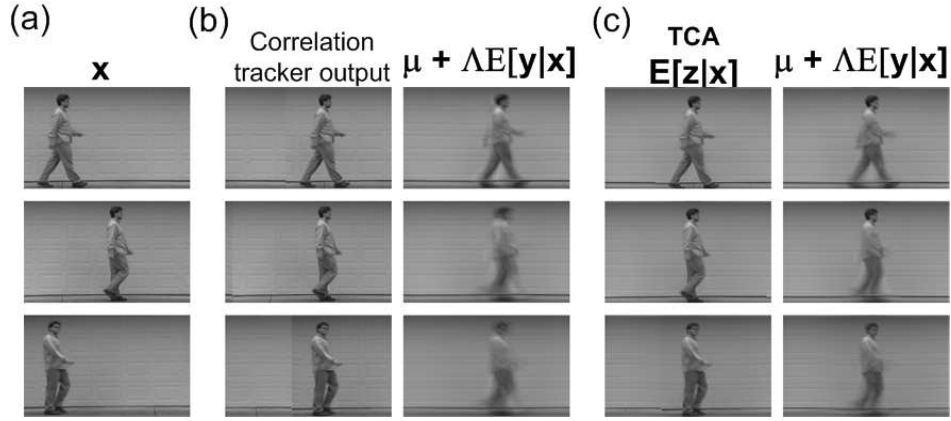 (a)
x
(b)
Correlation
tracker output
μ + ΛE[y|x]
(c)
TCA
E[z|x]
μ + ΛE[y|x]